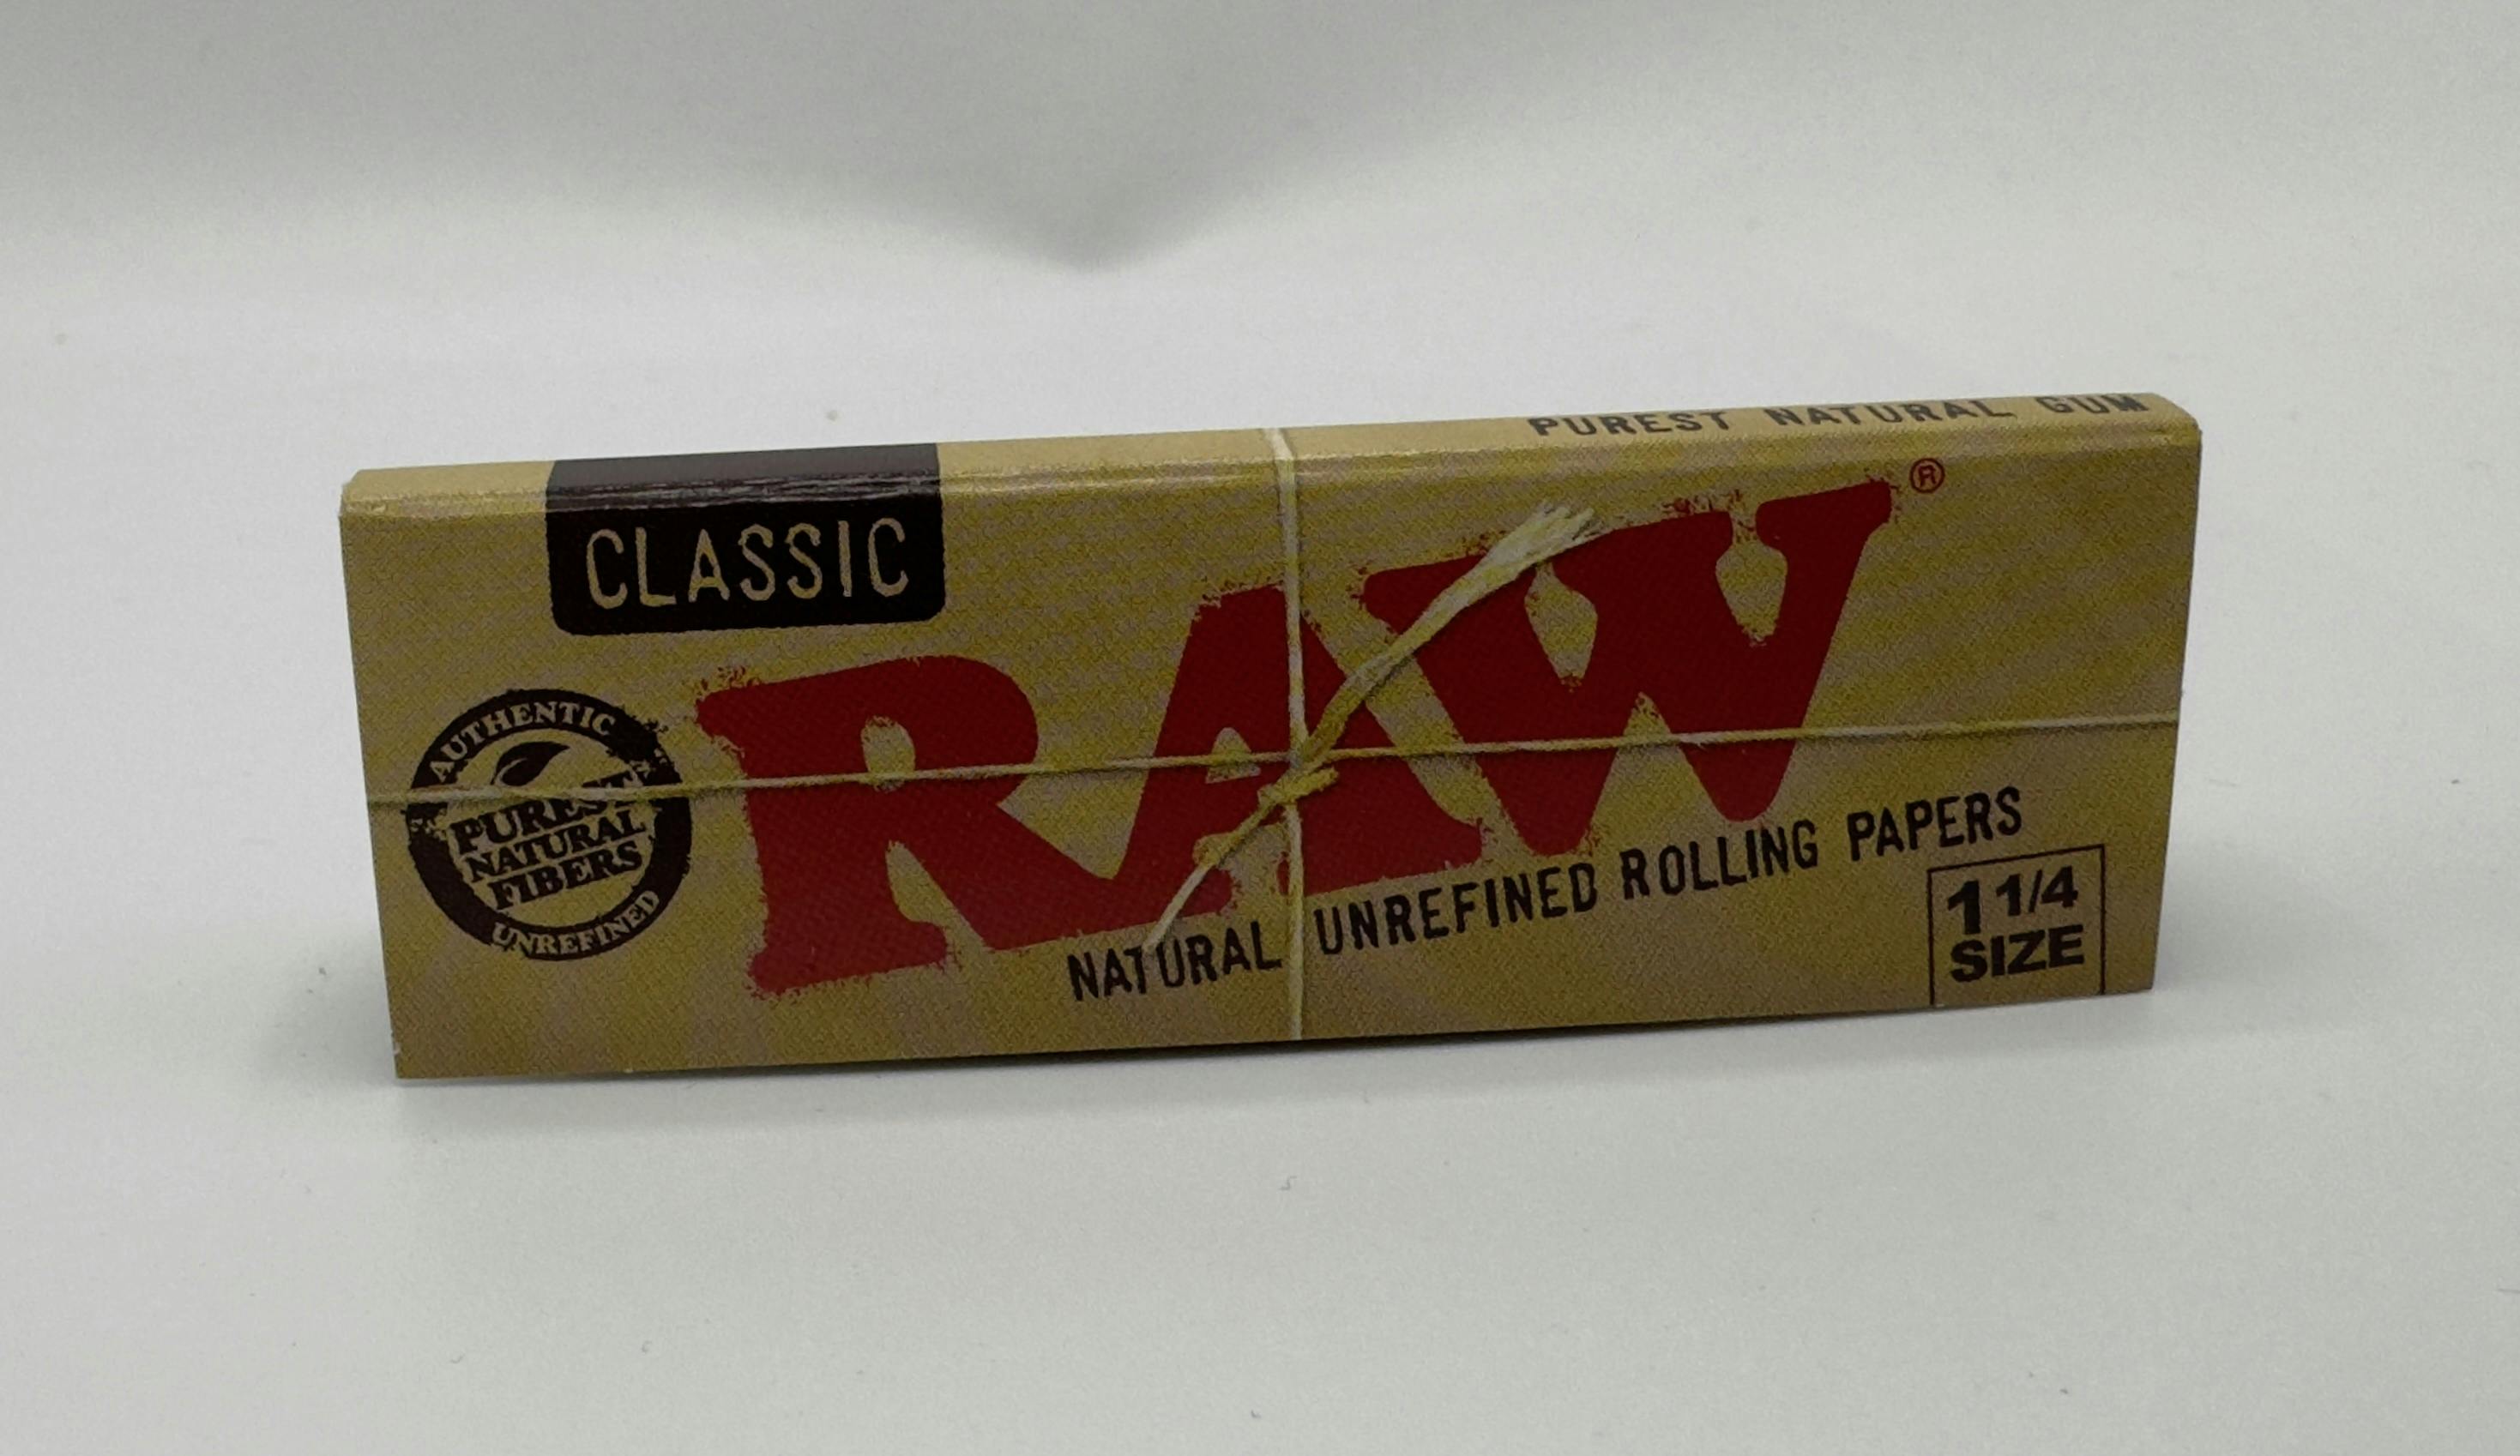 PUREST NATURAL GUM
CLASSIC
RAW®
AUTHENTIC
PUREST
NATURAL
FIBERS
UNREFINED
NATURAL UNREFINED ROLLING PAPERS
1 1/4
SIZE